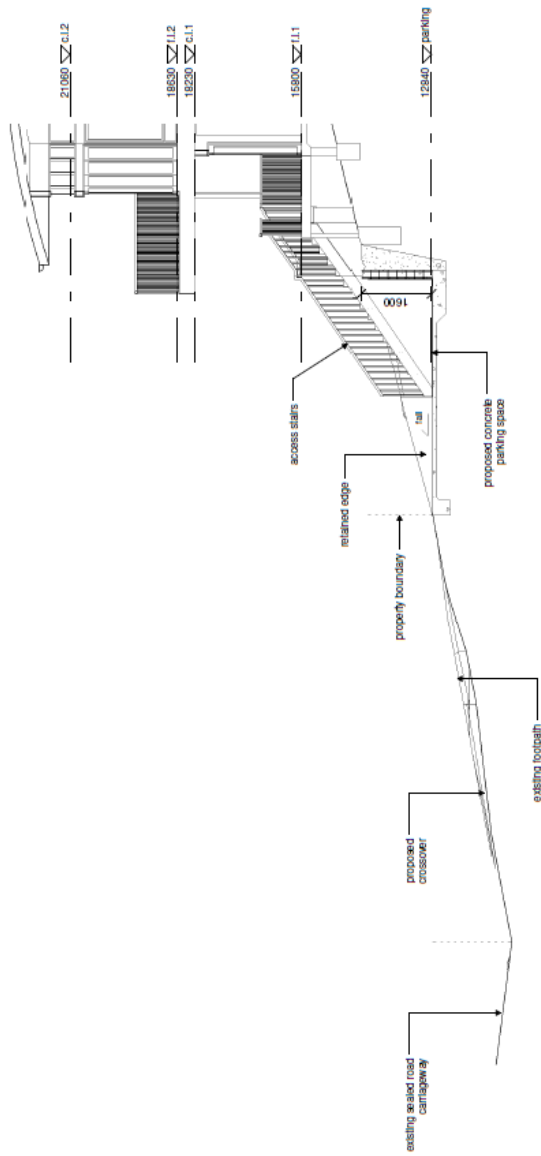 21060 c.l.2
18630 f.l.2
18230 c.l.1
15800 f.l.1
12840 parking
access stairs
1600
fall
retained edge
proposed concrete
parking space
property boundary
existing footpath
proposed
crossover
existing sealed road
carriageway